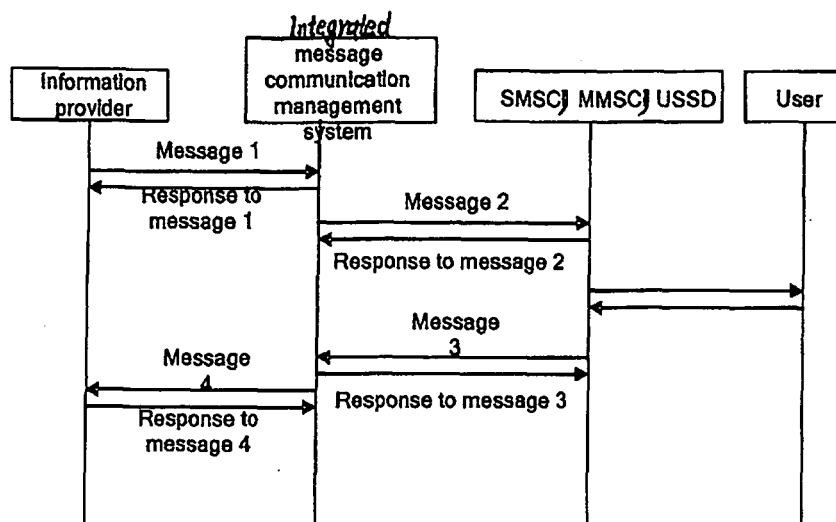 Integrated
message
communication
management
system
Information
provider
SMSC, MMSC, USSD
User
Message 1
Response to
message 1
Message 2
Response to message 2
Message
3
Message
4
Response to message 3
Response to
message 4